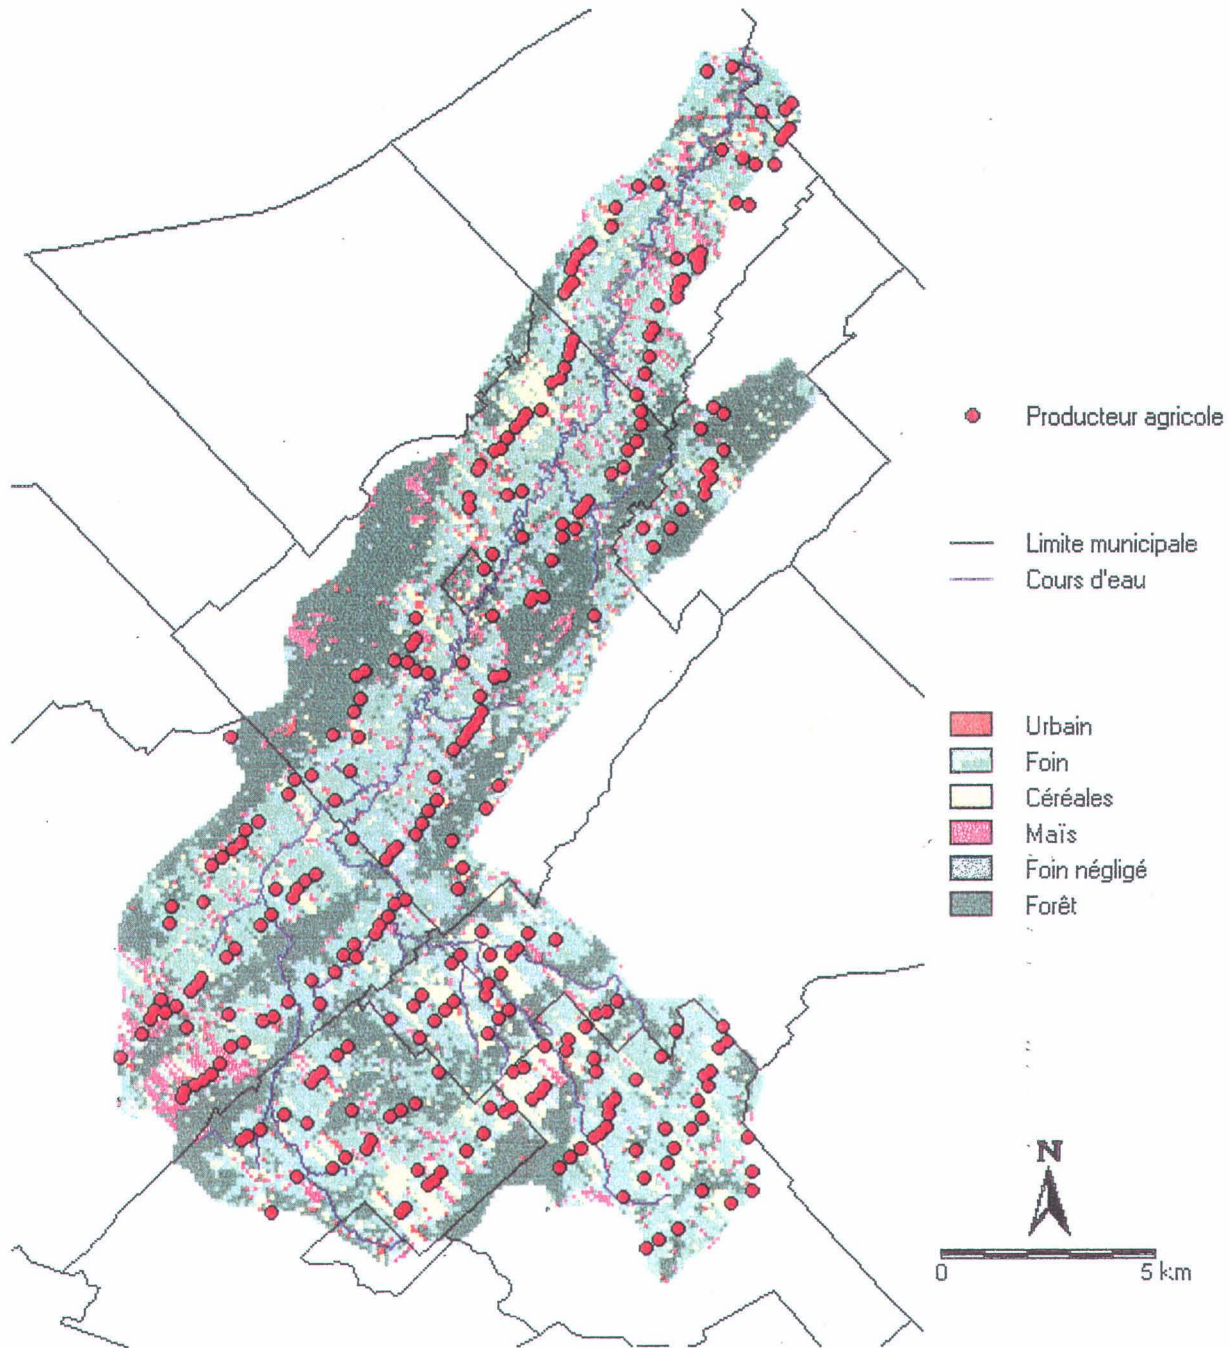 Producteur agricole
Limite municipale
Cours d'eau
Urbain
Foin
Céréales
Maïs
Foin négligé
Forêt
N
0 5 km